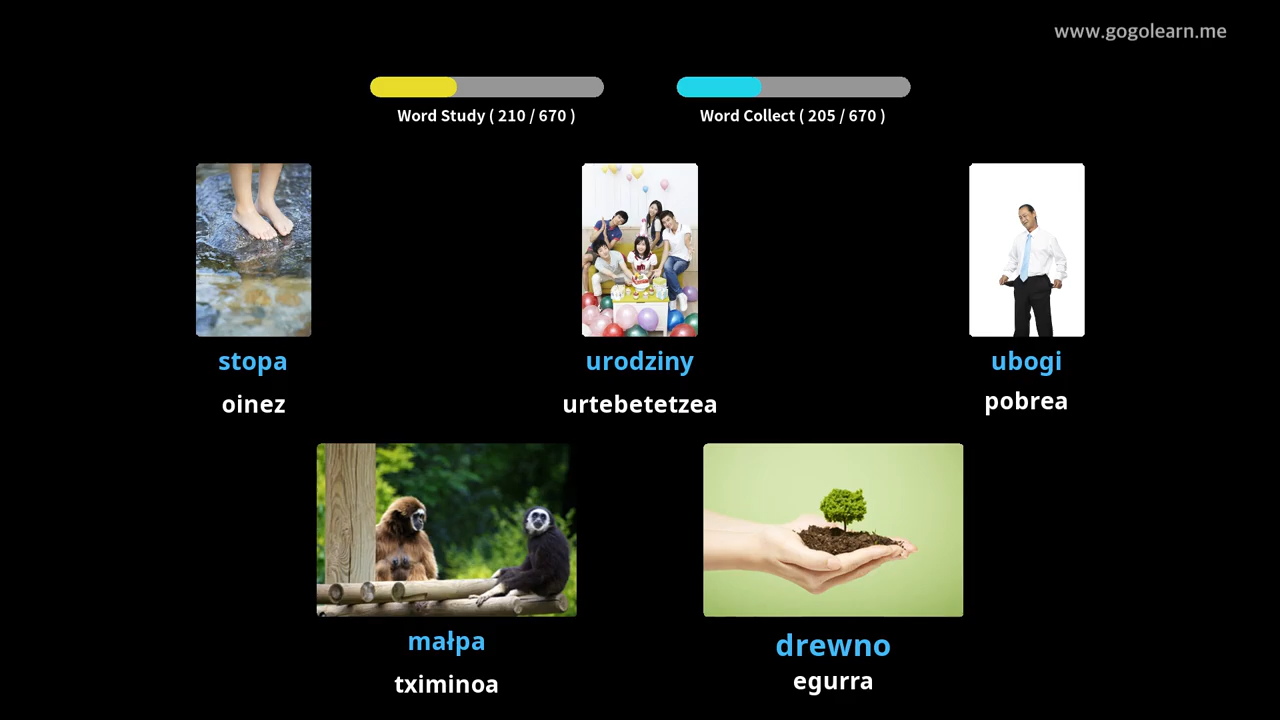 www.gogolearn.me
Word Study ( 210 / 670 )
Word Collect ( 205 / 670 )
stopa
oinez
urodziny
urtebetetzea
ubogi
pobrea
małpa
tximinoa
drewno
egurra